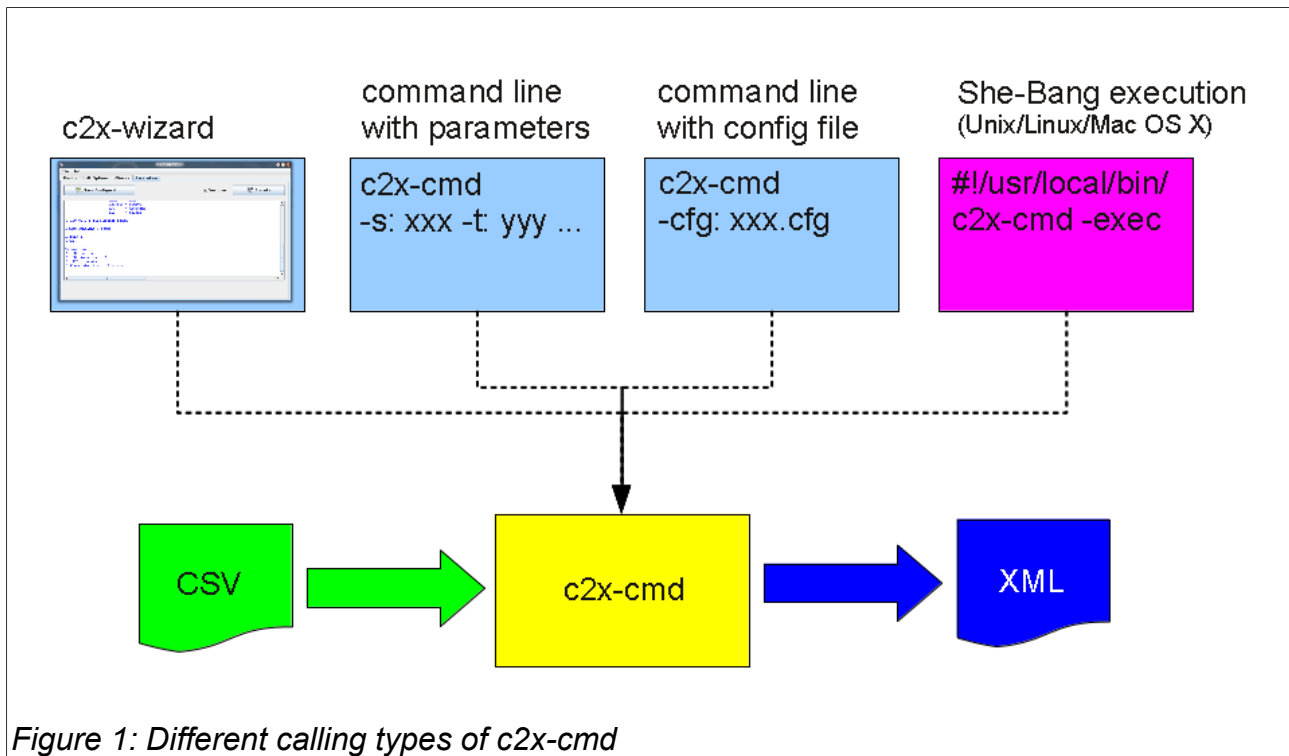 c2x-wizard
command line
with parameters
command line
with config file
She-Bang execution
(Unix/Linux/Mac OS X)
c2x-cmd
-s: xxx -t: yyy ...
c2x-cmd
-cfg: xxx.cfg
#!/usr/local/bin/
c2x-cmd -exec
CSV
c2x-cmd
XML
Figure 1: Different calling types of c2x-cmd